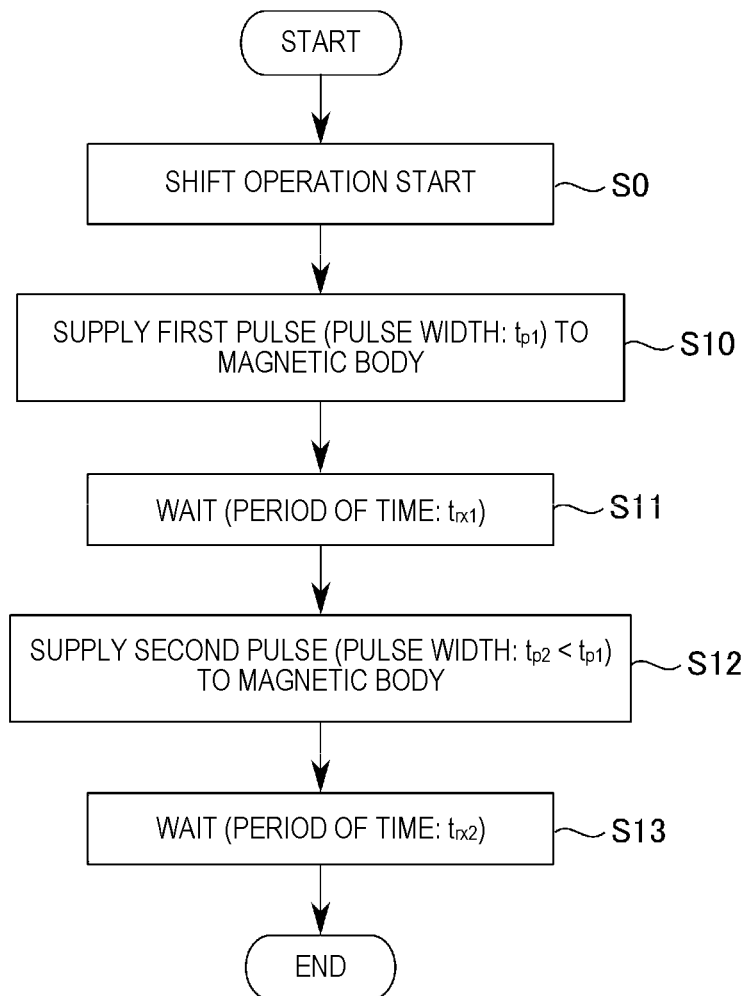 START
SHIFT OPERATION START
S0
SUPPLY FIRST PULSE (PULSE WIDTH: tp1) TO
MAGNETIC BODY
S10
WAIT (PERIOD OF TIME: trx1)
S11
SUPPLY SECOND PULSE (PULSE WIDTH: tp2 < tp1)
TO MAGNETIC BODY
S12
WAIT (PERIOD OF TIME: trx2)
S13
END